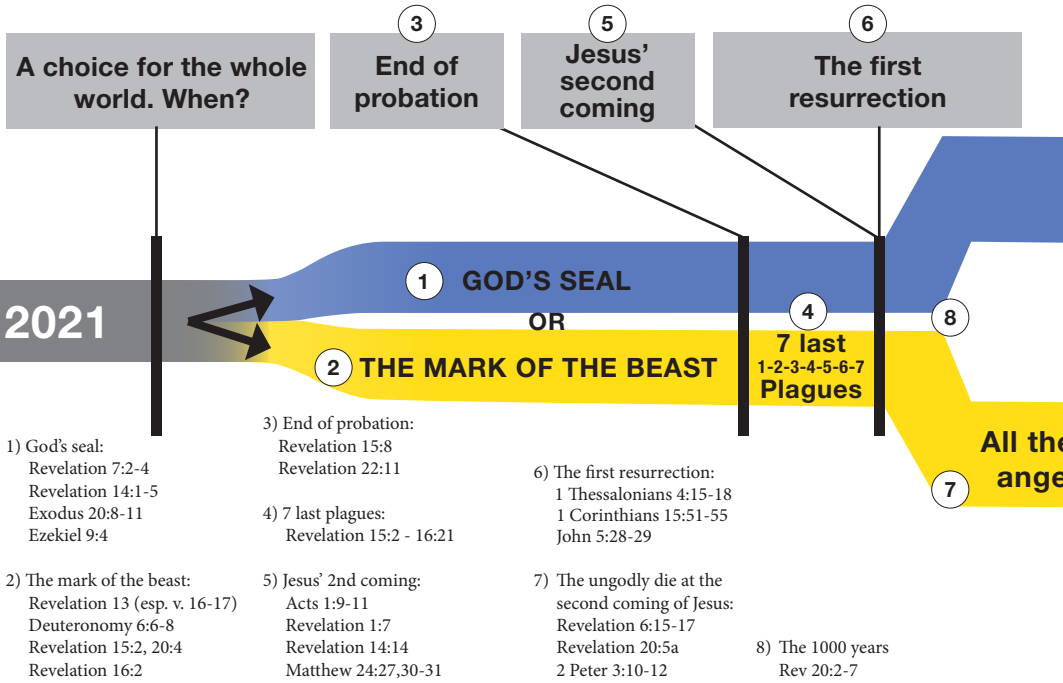 3
5
6
A choice for the whole
world. When?
End of
probation
Jesus’
second
coming
The first
resurrection
1 GOD’S SEAL
2021
OR
4
8
2 THE MARK OF THE BEAST
7 last
1-2-3-4-5-6-7
Plagues
All the
ange
7
1) God’s seal:
Revelation 7:2-4
Revelation 14:1-5
Exodus 20:8-11
Ezekiel 9:4
2) The mark of the beast:
Revelation 13 (esp. v. 16-17)
Deuteronomy 6:6-8
Revelation 15:2, 20:4
Revelation 16:2
3) End of probation:
Revelation 15:8
Revelation 22:11
4) 7 last plagues:
Revelation 15:2 - 16:21
5) Jesus’ 2nd coming:
Acts 1:9-11
Revelation 1:7
Revelation 14:14
Matthew 24:27,30-31
6) The first resurrection:
1 Thessalonians 4:15-18
1 Corinthians 15:51-55
John 5:28-29
7) The ungodly die at the
second coming of Jesus:
Revelation 6:15-17
Revelation 20:5a
2 Peter 3:10-12
8) The 1000 years
Rev 20:2-7